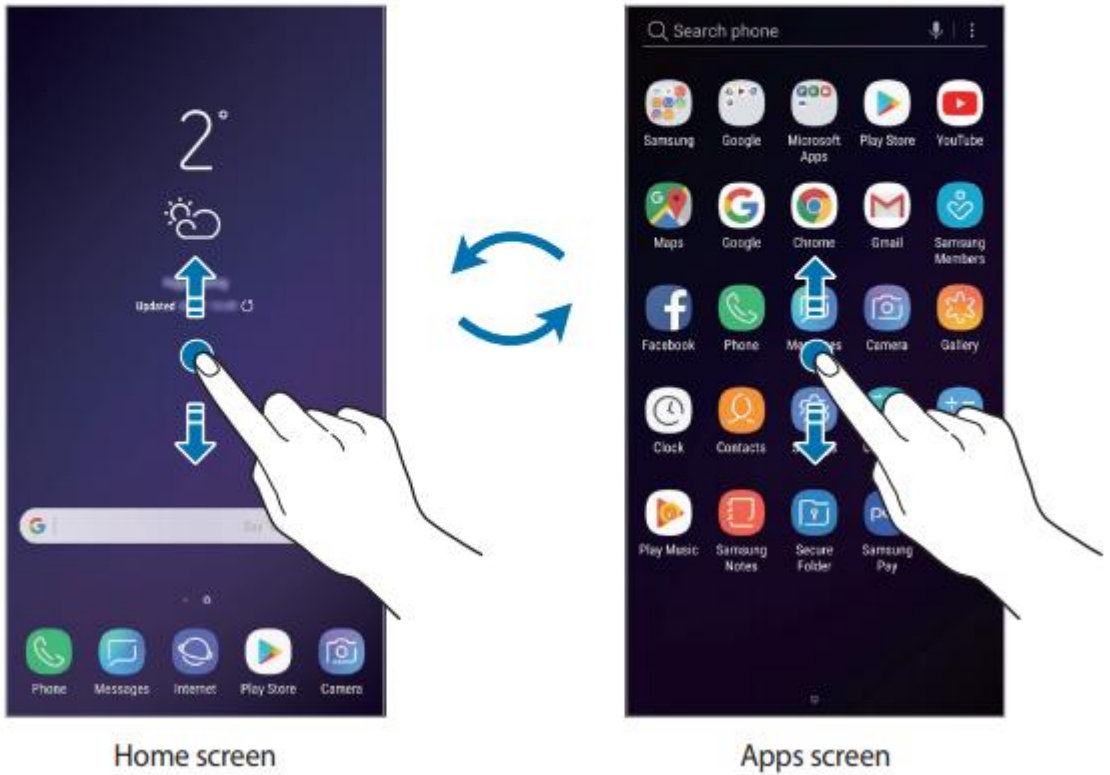 2°
Updated
G
Phone Messages Internet Play Store Camera
Home screen
Search phone
Samsung Google Microsoft Apps Play Store YouTube
Maps Google Chrome Gmail Samsung Members
Facebook Phone Camera Gallery
Clock Contacts
Play Music Samsung Notes Secure Folder Samsung Pay
Apps screen